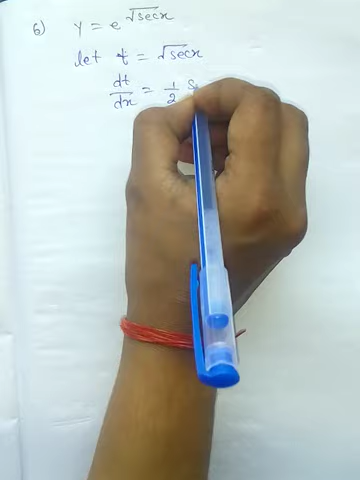 6) y = e^√secx
let t = √secx
dt/dx = 1/2 s